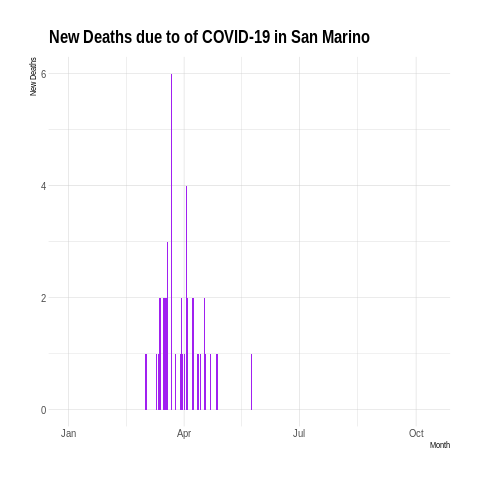 New Deaths due to of COVID-19 in San Marino
New Deaths
6
4
2
0
Jan Apr Jul Oct
Month